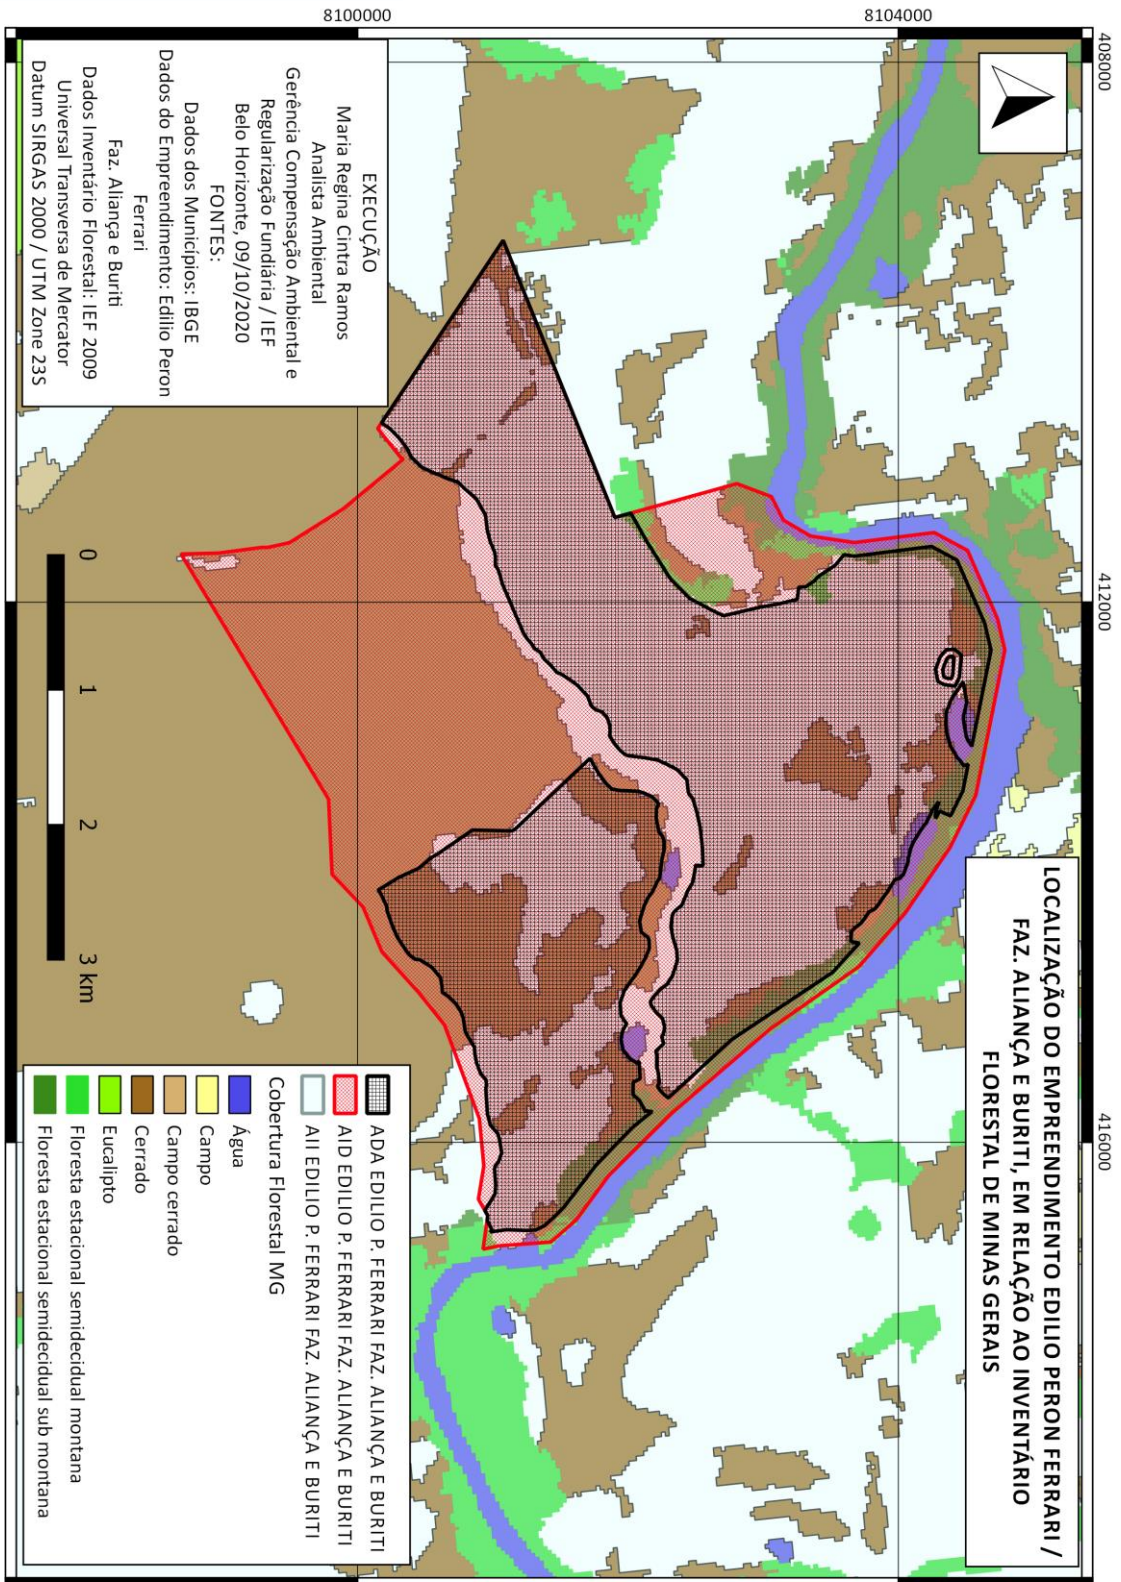 LOCALIZAÇÃO DO EMPREENDIMENTO EDILIO PERON FERRARI /
FAZ. ALIANÇA E BURITI, EM RELAÇÃO AO INVENTÁRIO
FLORESTAL DE MINAS GERAIS
408000
412000
416000
8104000
8100000
EXECUÇÃO
Maria Regina Cintra Ramos
Analista Ambiental
Gerência Compensação Ambiental e
Regularização Fundiária / IEF
Belo Horizonte, 09/10/2020
FONTES:
Dados dos Municípios: IBGE
Dados do Empreendimento: Edilio Peron
Ferrari
Faz. Aliança e Buriti
Dados Inventário Florestal: IEF 2009
Universal Transversa de Mercator
Datum SIRGAS 2000 / UTM Zone 23S
0 1 2 3 km
ADA EDILIO P. FERRARI FAZ. ALIANÇA E BURITI
AID EDILIO P. FERRARI FAZ. ALIANÇA E BURITI
AII EDILIO P. FERRARI FAZ. ALIANÇA E BURITI
Cobertura Florestal MG
Água
Campo
Campo cerrado
Cerrado
Eucalipto
Floresta estacional semidecidual montana
Floresta estacional semidecidual sub montana